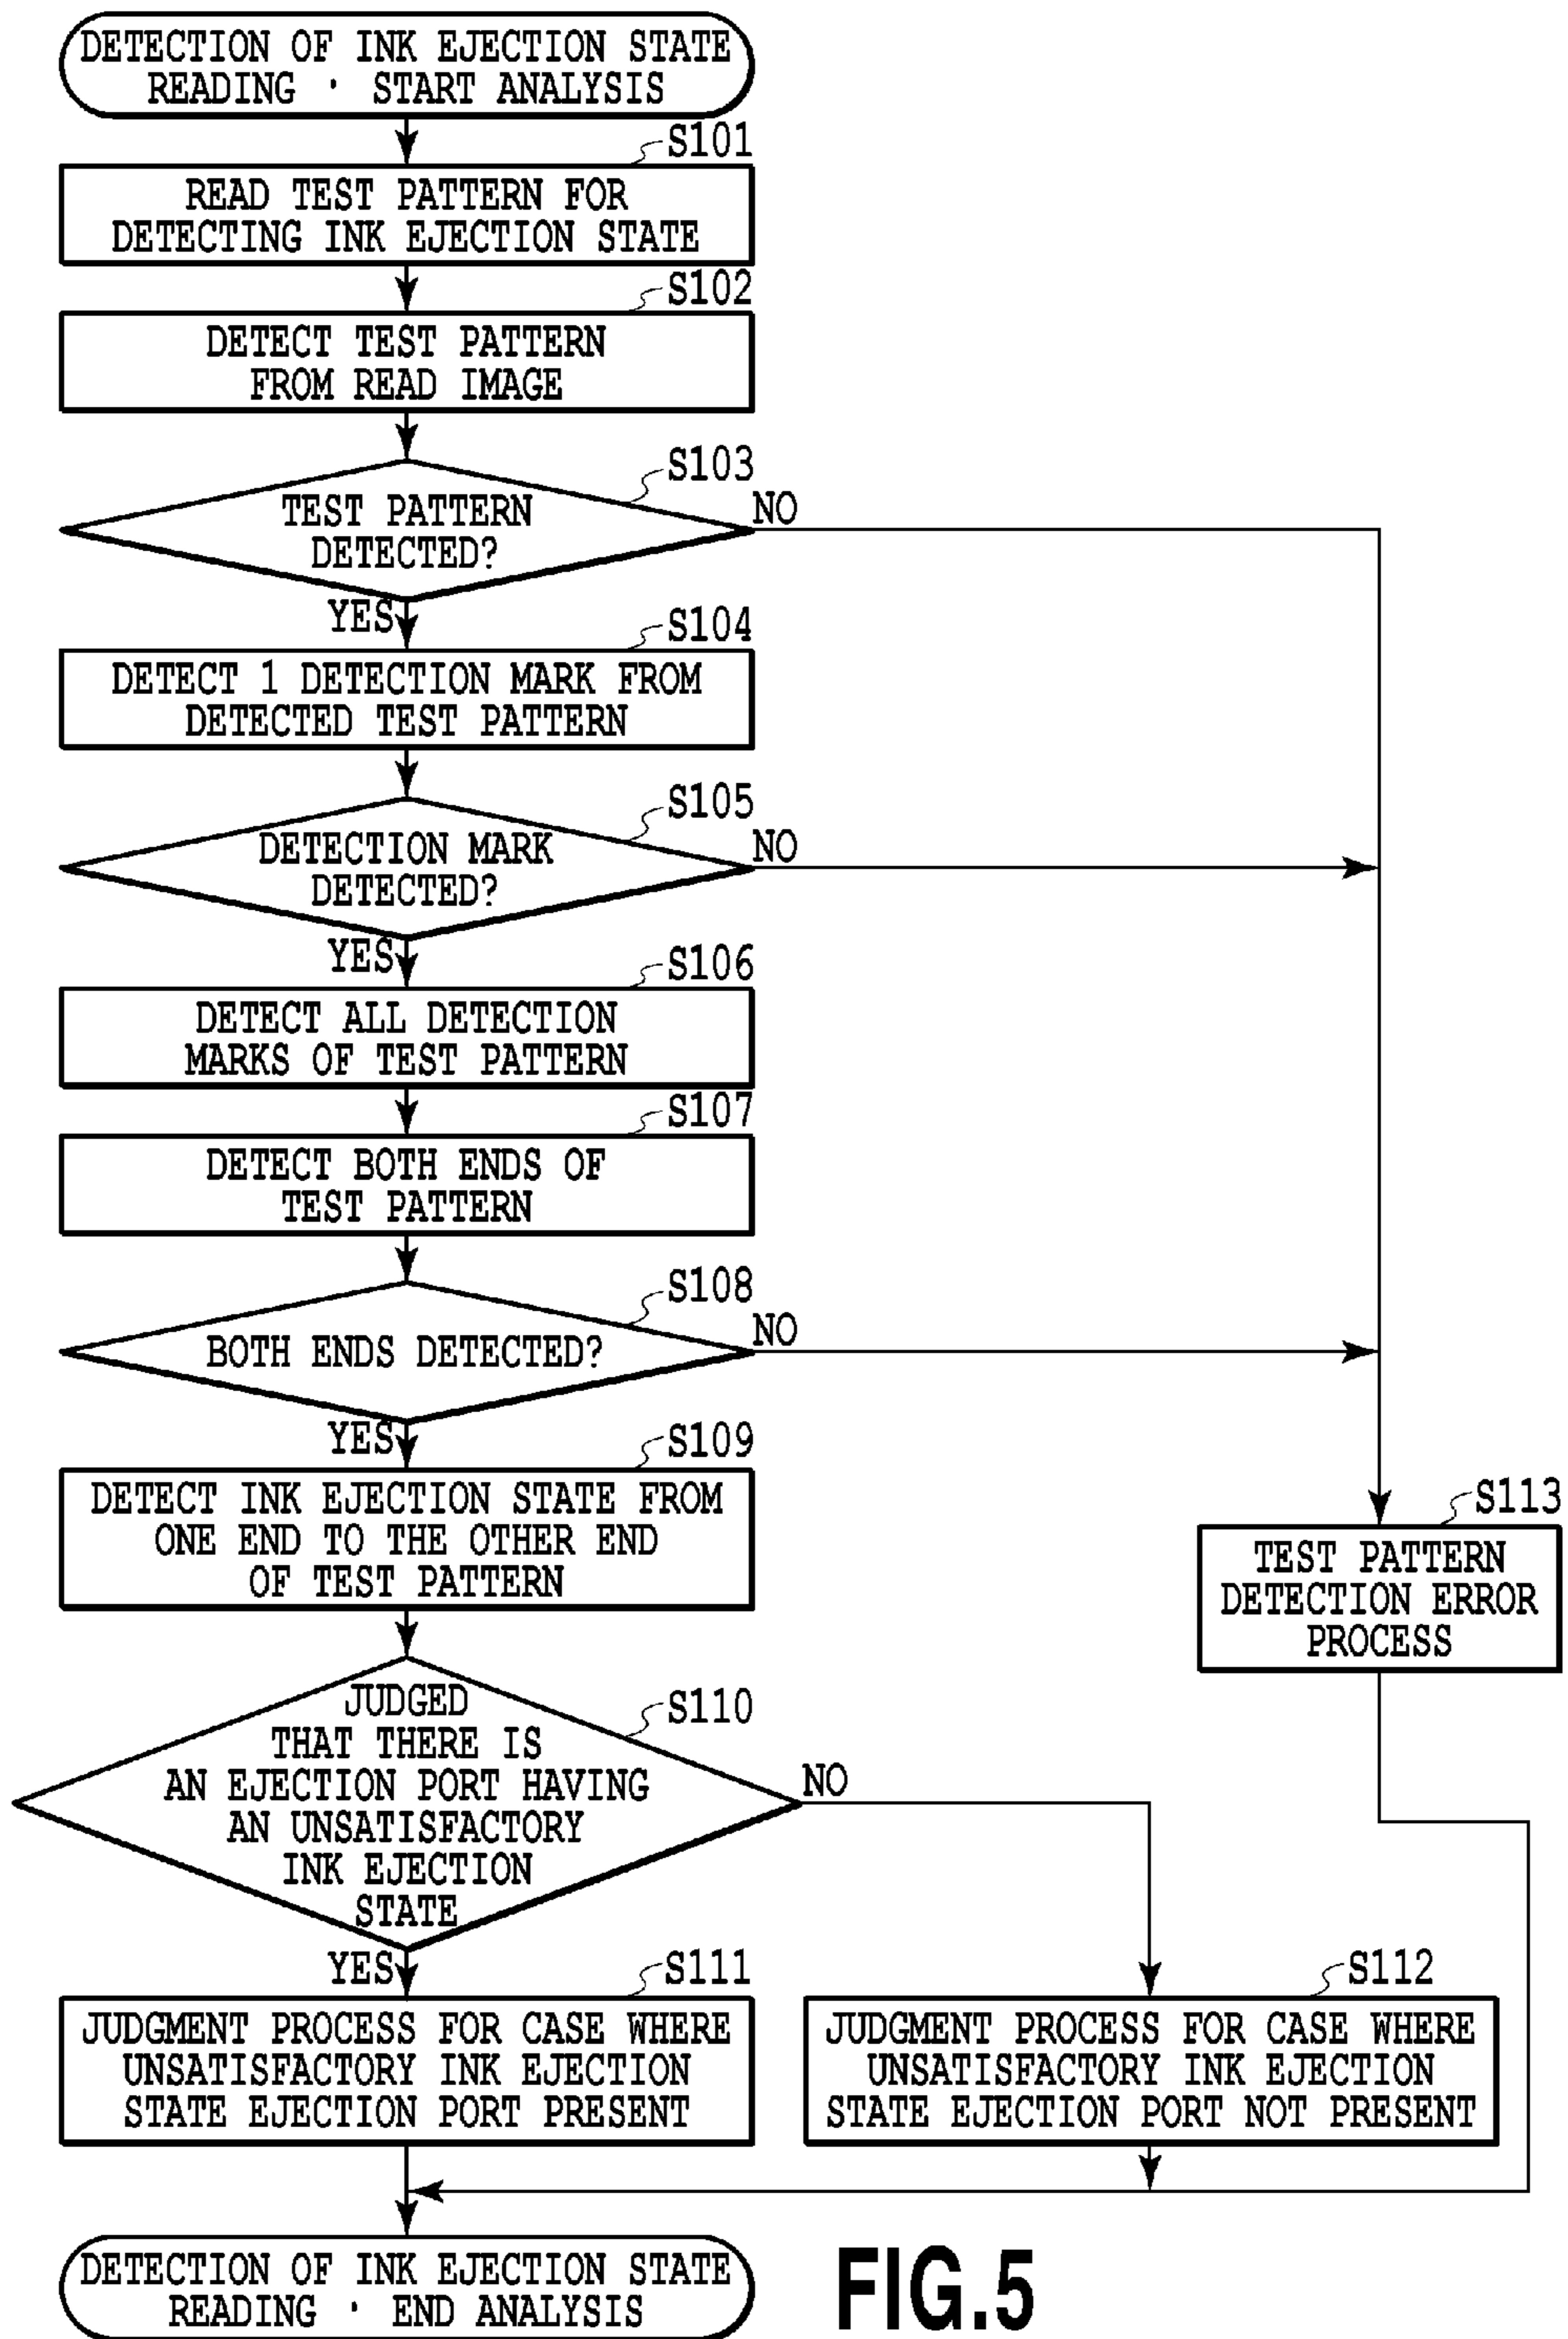 DETECTION OF INK EJECTION STATE
READING · START ANALYSIS
S101
READ TEST PATTERN FOR
DETECTING INK EJECTION STATE
S102
DETECT TEST PATTERN
FROM READ IMAGE
S103
TEST PATTERN
DETECTED?
NO
YES
S104
DETECT 1 DETECTION MARK FROM
DETECTED TEST PATTERN
S105
DETECTION MARK
DETECTED?
NO
YES
S106
DETECT ALL DETECTION
MARKS OF TEST PATTERN
S107
DETECT BOTH ENDS OF
TEST PATTERN
S108
BOTH ENDS DETECTED?
NO
YES
S109
DETECT INK EJECTION STATE FROM
ONE END TO THE OTHER END
OF TEST PATTERN
S113
TEST PATTERN
DETECTION ERROR
PROCESS
S110
JUDGED
THAT THERE IS
AN EJECTION PORT HAVING
AN UNSATISFACTORY
INK EJECTION
STATE
NO
YES
S111
JUDGMENT PROCESS FOR CASE WHERE
UNSATISFACTORY INK EJECTION
STATE EJECTION PORT PRESENT
S112
JUDGMENT PROCESS FOR CASE WHERE
UNSATISFACTORY INK EJECTION
STATE EJECTION PORT NOT PRESENT
DETECTION OF INK EJECTION STATE
READING · END ANALYSIS
FIG.5